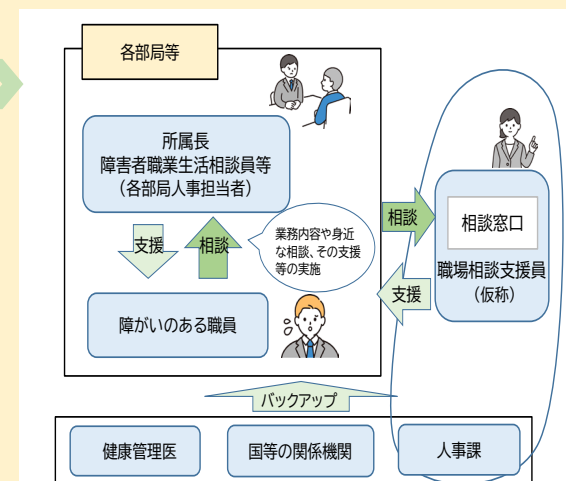 各部局等
所属長
障害者職業生活相談員等
（各部局人事担当者）
支援
相談
業務内容や身近
な相談、その支援
等の実施
障がいのある職員
相談
支援
相談窓口
職場相談支援員
（仮称）
バックアップ
健康管理医
国等の関係機関
人事課